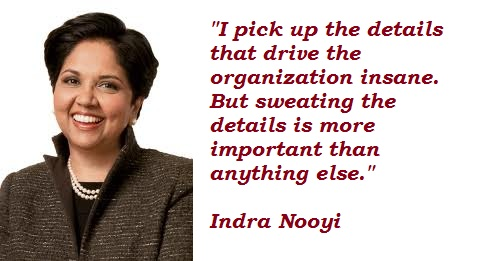 "I pick up the details
that drive the
organization insane.
But sweating the
details is more
important than
anything else."
Indra Nooyi